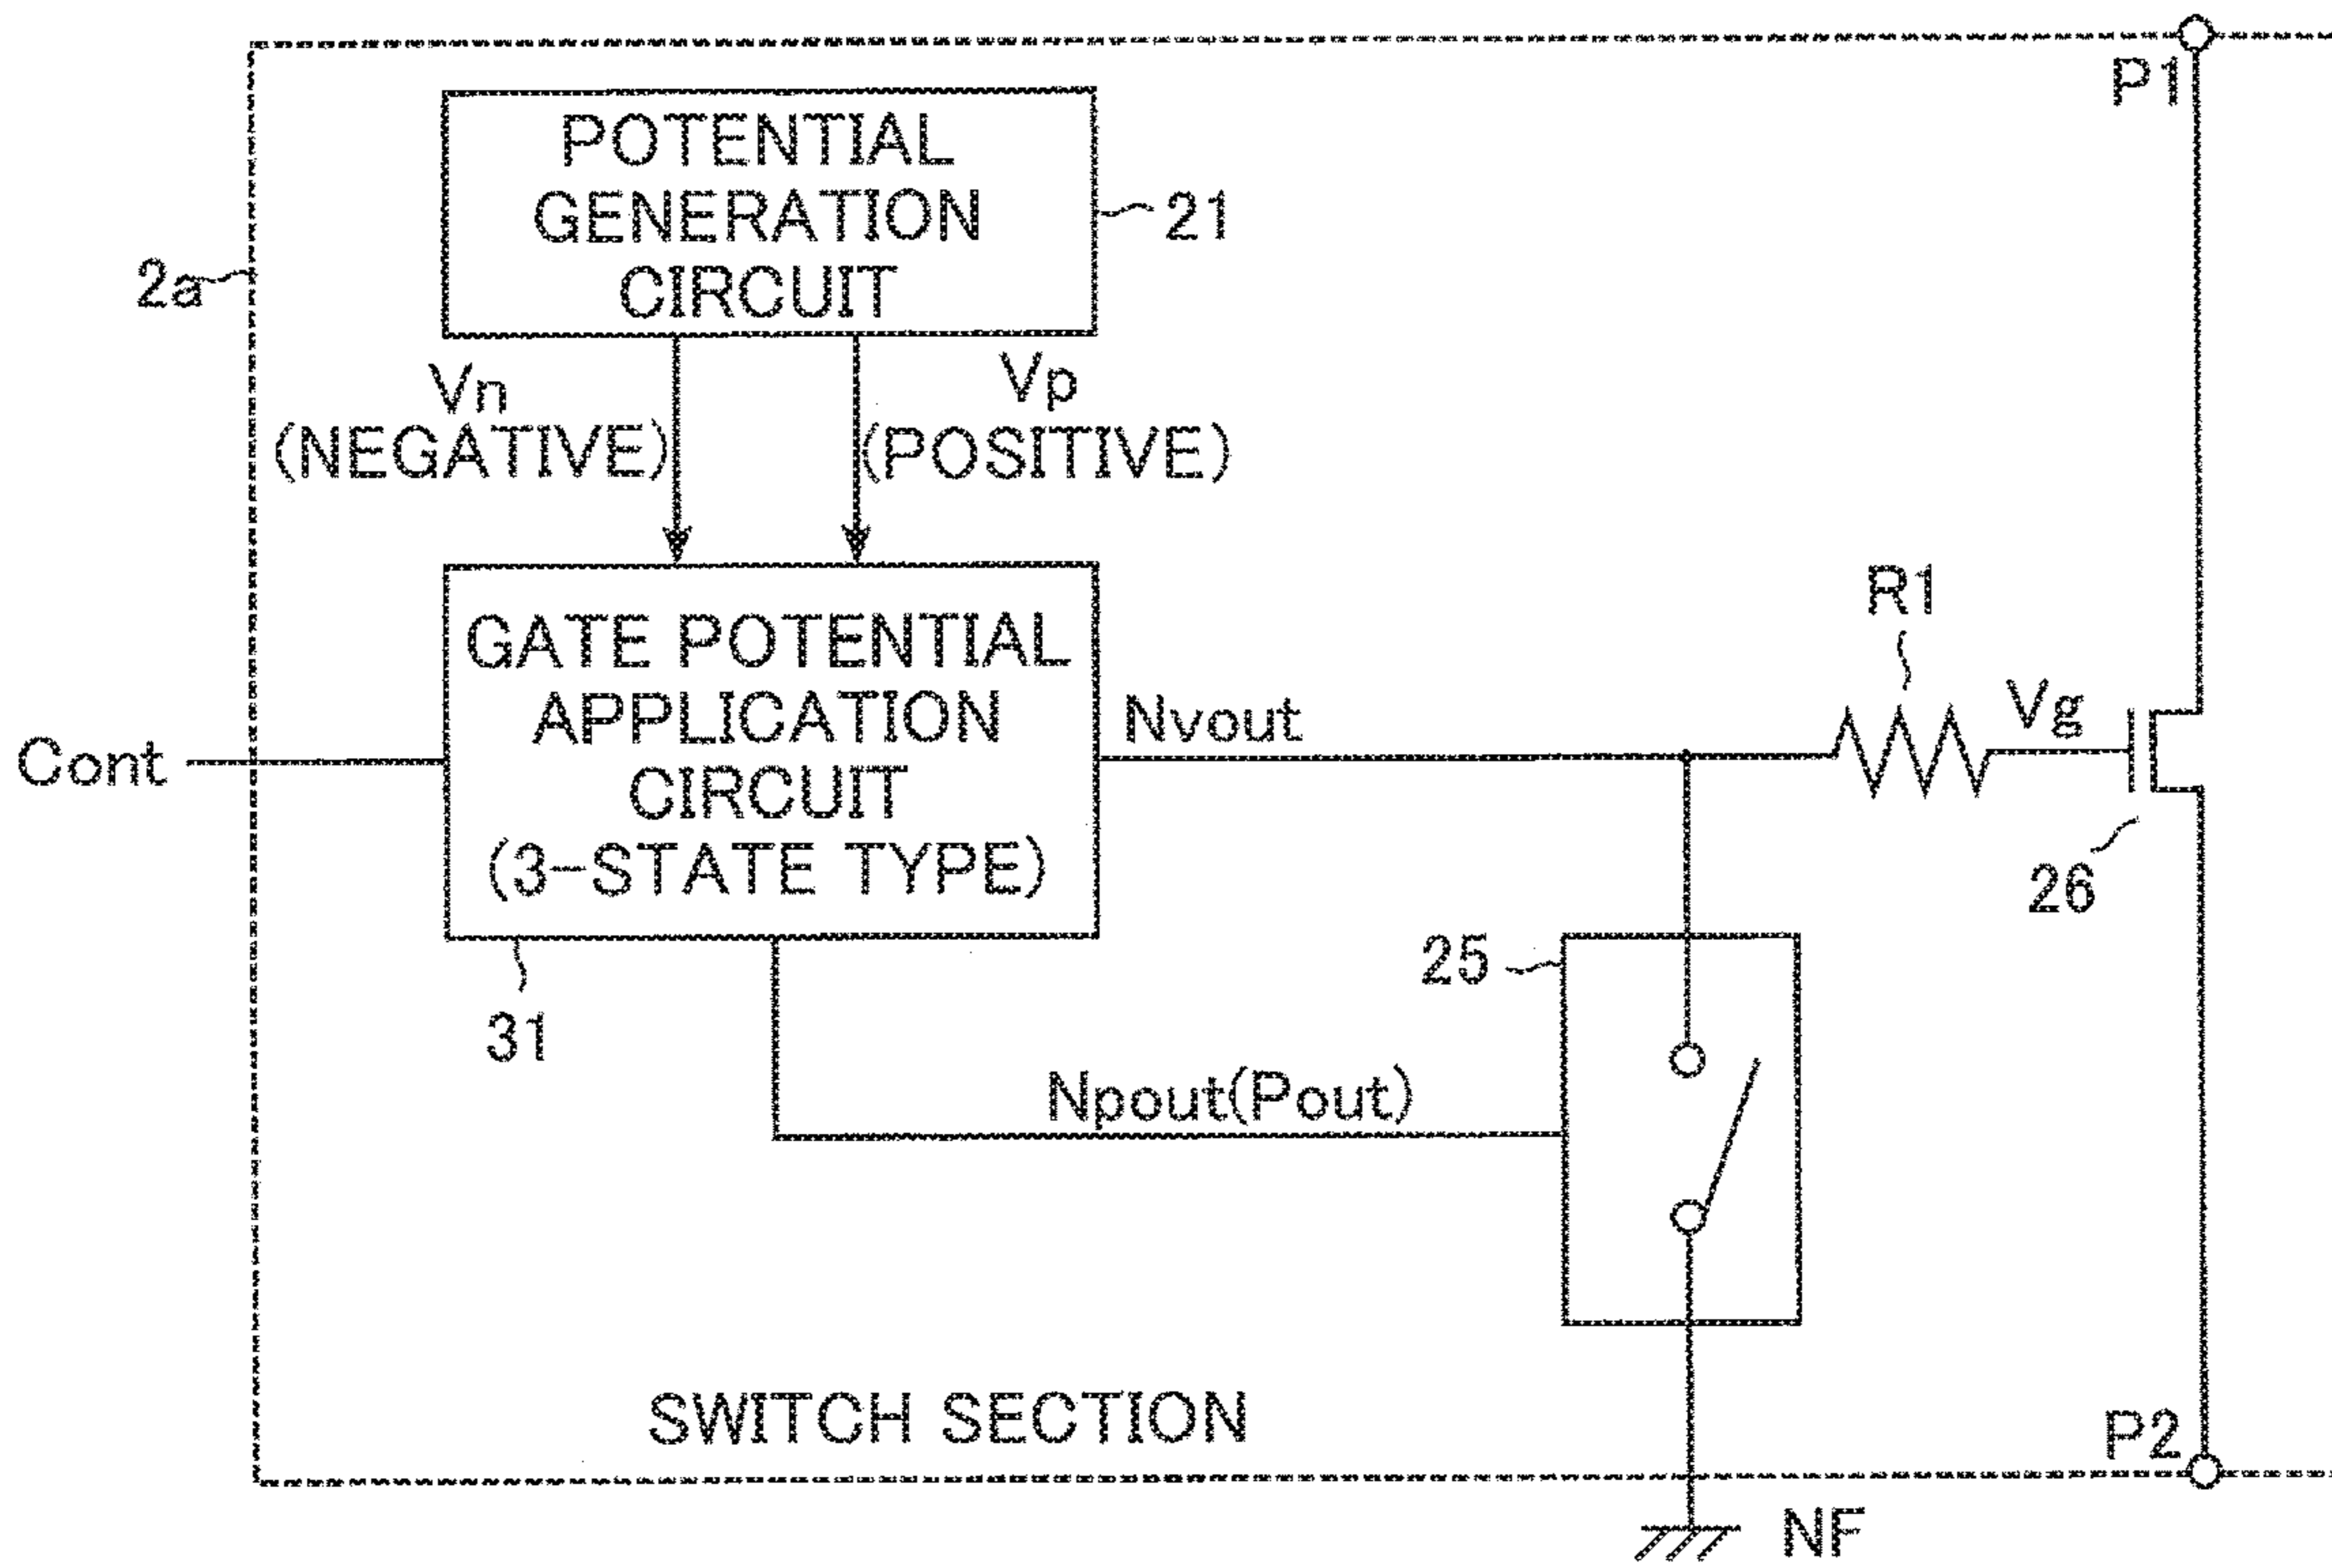 P1
POTENTIAL
GENERATION
CIRCUIT
21
2a
Vn
(NEGATIVE)
Vp
(POSITIVE)
R1
GATE POTENTIAL
APPLICATION
CIRCUIT
(3-STATE TYPE)
Nvout
Vg
Cont
26
25
31
Npout(Pout)
SWITCH SECTION
P2
NF